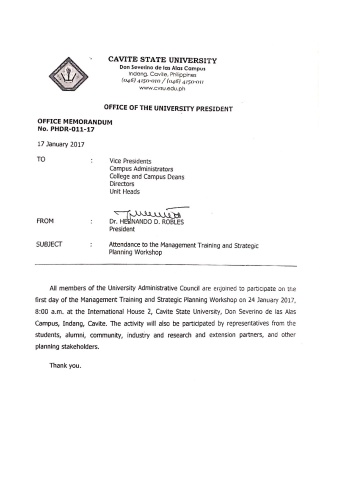 CAVITE STATE UNIVERSITY
Don Severino de las Alas Campus
Indang, Cavite, Philippines
(046) 4150-010 / (046) 4150-011
www.cvsu.edu.ph
OFFICE OF THE UNIVERSITY PRESIDENT
OFFICE MEMORANDUM
No. PHDR-011-17
17 January 2017
TO : Vice Presidents
Campus Administrators
College and Campus Deans
Directors
Unit Heads
FROM : Dr. HERNANDO D. ROBLES
President
SUBJECT : Attendance to the Management Training and Strategic
Planning Workshop
All members of the University Administrative Council are enjoined to participate on the
first day of the Management Training and Strategic Planning Workshop on 24 January 2017,
8:00 a.m. at the International House 2, Cavite State University, Don Severino de las Alas
Campus, Indang, Cavite. The activity will also be participated by representatives from the
students, alumni, community, industry and research and extension partners, and other
planning stakeholders.
Thank you.